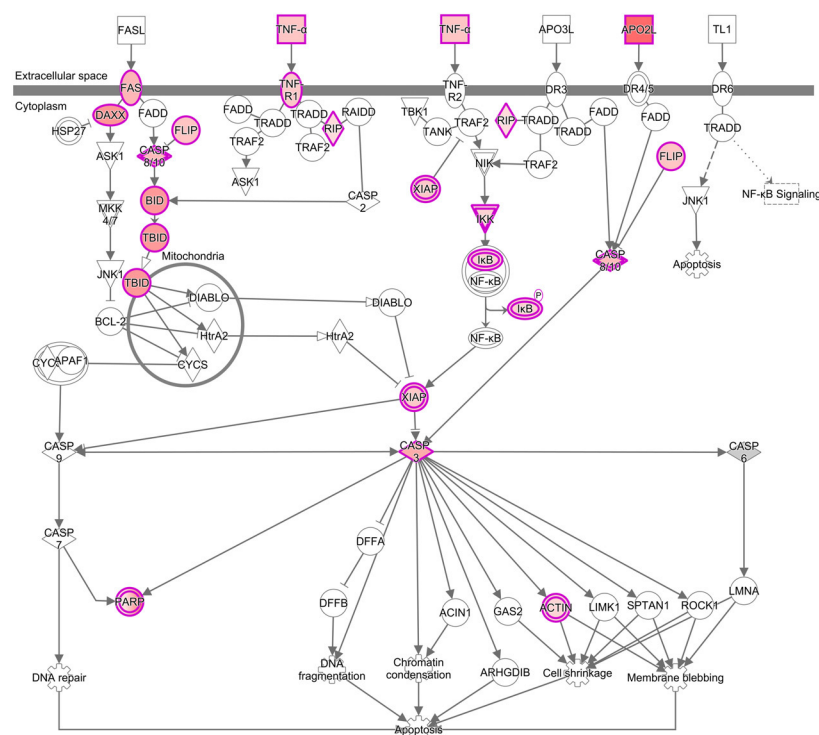 FASL
TNF-α
TNF-α
APO3L
APO2L
TL1
Extracellular space
Cytoplasm
FAS
TNF-
R1
TNF
R2
DR3
DR4/5
DR6
DAXX
FADD
FLIP
HSP27
CASP
8/10
ASK1
FADD
TRADD
TRADD
RIP
RAIDD
TRAF2
TRAF2
ASK1
CASP
2
TBK1
TANK
TRAF2
RIP
TRADD
TRADD
FADD
FADD
TRADD
NIK
TRAF2
FLIP
XIAP
IKK
JNK1
NF-κB Signaling
BID
MKK
4/7
TBID
Mitochondria
IκB
NF-κB
CASP
8/10
Apoptosis
JNK1
TBID
DIABLO
DIABLO
P
IκB
BCL-2
HtrA2
HtrA2
NF-κB
CYC
APAF1
CYCS
XIAP
CASP
9
CASP
3
CASP
6
CASP
7
DFFA
PARP
DFFB
ACIN1
GAS2
ACTIN
LIMK1
SPTAN1
ROCK1
LMNA
DNA repair
DNA
fragmentation
Chromatin
condensation
ARHGDIB
Cell shrinkage
Membrane blebbing
Apoptosis